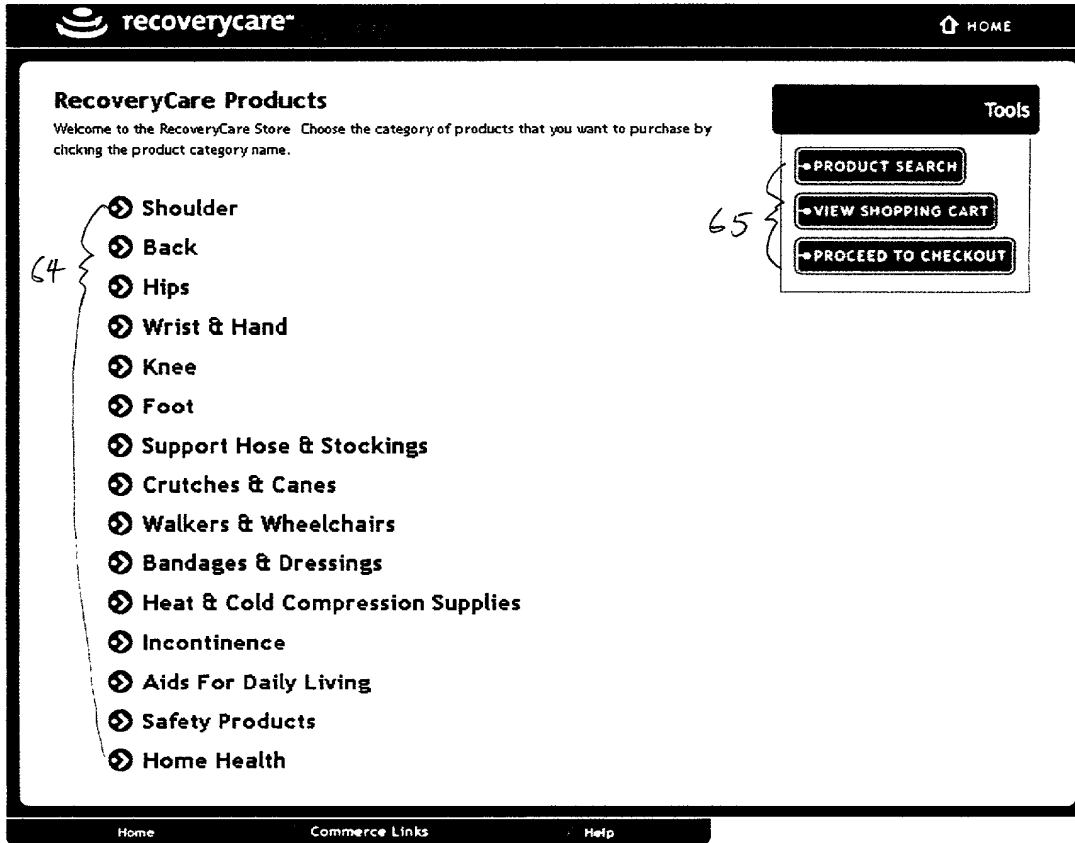 recoverycare
HOME
RecoveryCare Products
Welcome to the RecoveryCare Store Choose the category of products that you want to purchase by
clicking the product category name.
Tools
PRODUCT SEARCH
VIEW SHOPPING CART
PROCEED TO CHECKOUT
65
64
Shoulder
Back
Hips
Wrist & Hand
Knee
Foot
Support Hose & Stockings
Crutches & Canes
Walkers & Wheelchairs
Bandages & Dressings
Heat & Cold Compression Supplies
Incontinence
Aids For Daily Living
Safety Products
Home Health
Home Commerce Links Help